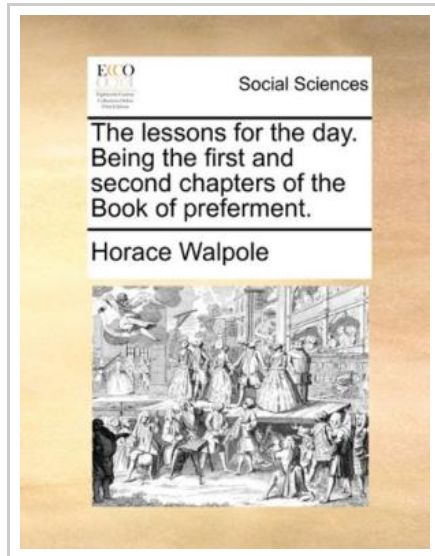 ECCO
Social Sciences
The lessons for the day.
Being the first and
second chapters of the
Book of preferment.
Horace Walpole